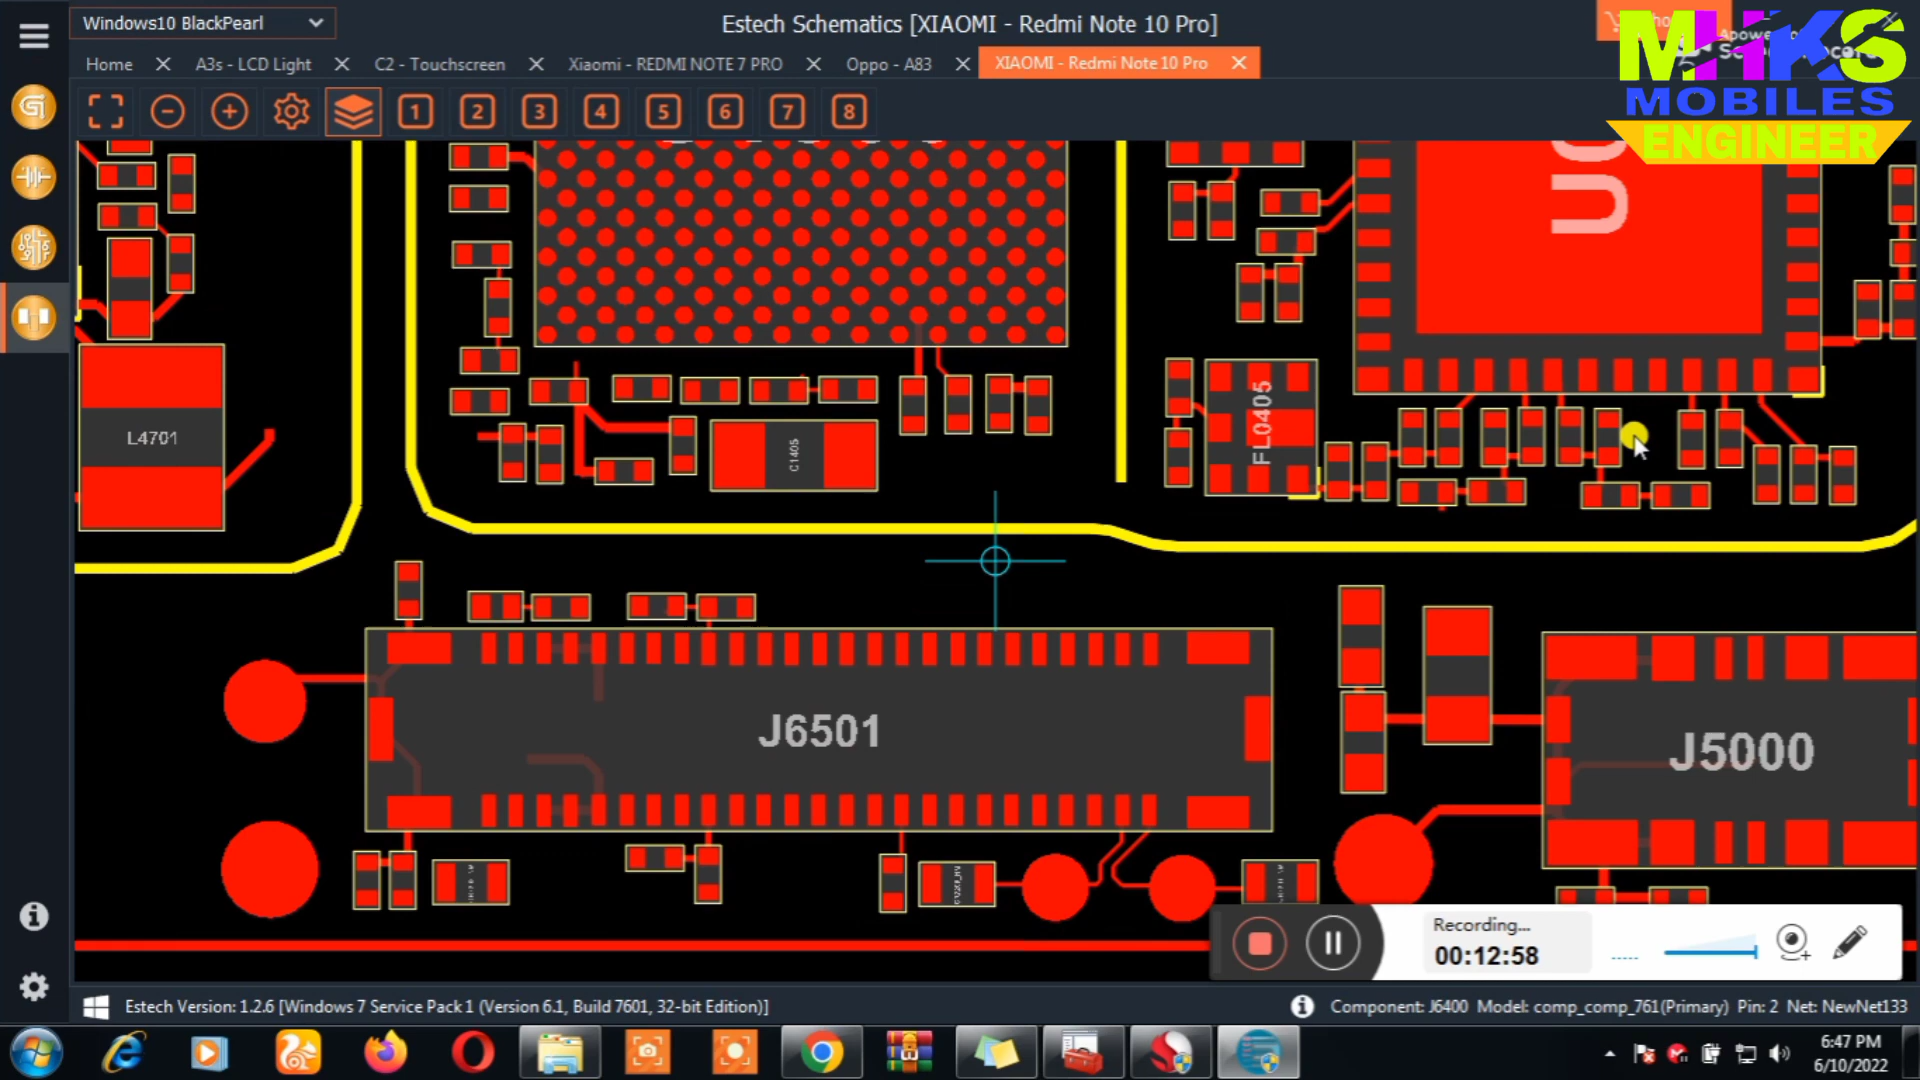 Windows10 BlackPearl
Estech Schematics [XIAOMI - Redmi Note 10 Pro]
MHKS
MOBILES
ENGINEER
Home
A3s - LCD Light
C2 - Touchscreen
Xiaomi - REDMI NOTE 7 PRO
Oppo - A83
XIAOMI - Redmi Note 10 Pro
1 2 3 4 5 6 7 8
L4701
C1405
FL0405
J6501
J5000
Recording...
00:12:58
Estech Version: 1.2.6 [Windows 7 Service Pack 1 (Version 6.1, Build 7601, 32-bit Edition)]
Component: J6400 Model: comp_comp_761(Primary) Pin: 2 Net: NewNet133
6:47 PM
6/10/2022